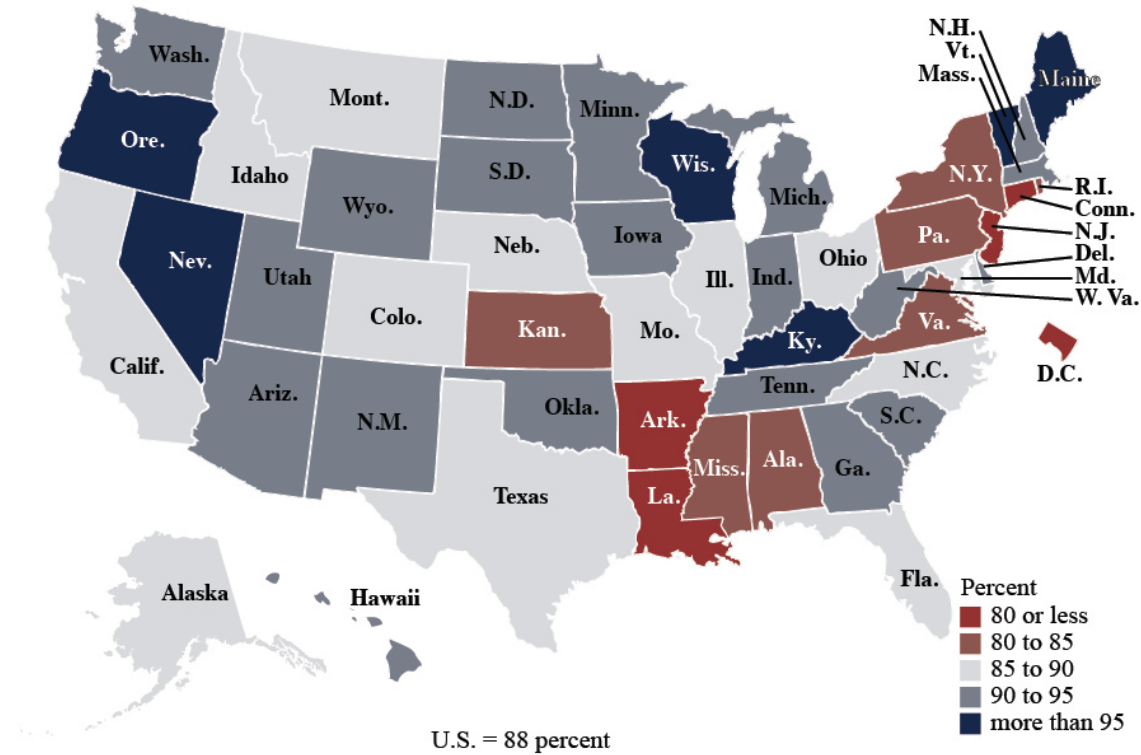 N.H.
Vt.
Mass.
Maine
Wash.
Mont.
N.D.
Minn.
Ore.
Idaho
Wis.
S.D.
Wyo.
Mich.
N.Y.
R.I.
Conn.
N.J.
Del.
Md.
W. Va.
Iowa
Neb.
Pa.
Nev.
Utah
Colo.
Ill.
Ind.
Ohio
Kan.
Mo.
Ky.
Va.
Calif.
D.C.
Ariz.
N.M.
Okla.
Ark.
Tenn.
N.C.
S.C.
Texas
La.
Miss.
Ala.
Ga.
Fla.
Alaska
Hawaii
Percent
80 or less
80 to 85
85 to 90
90 to 95
more than 95
U.S. = 88 percent